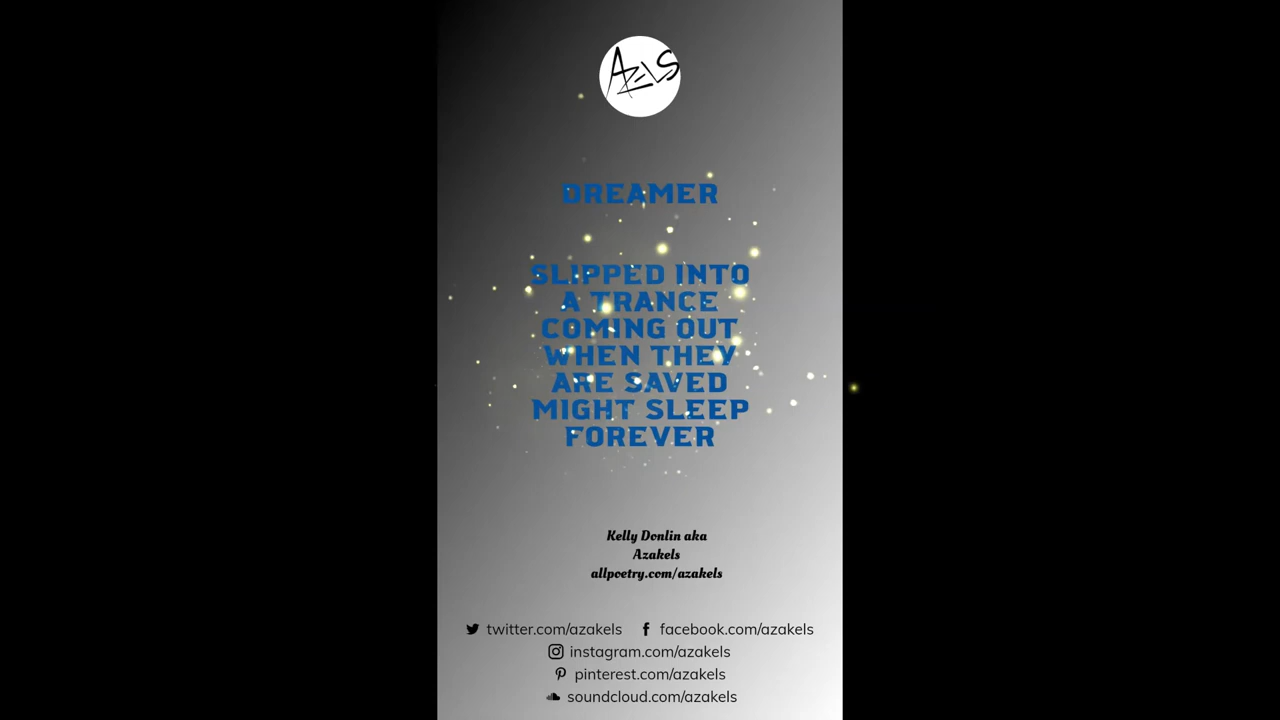 AzelS
DREAMER
SLIPPED INTO
A TRANCE
COMING OUT
WHEN THEY
ARE SAVED
MIGHT SLEEP
FOREVER
Kelly Donlin aka
Azakels
allpoetry.com/azakels
twitter.com/azakels facebook.com/azakels
instagram.com/azakels
pinterest.com/azakels
soundcloud.com/azakels